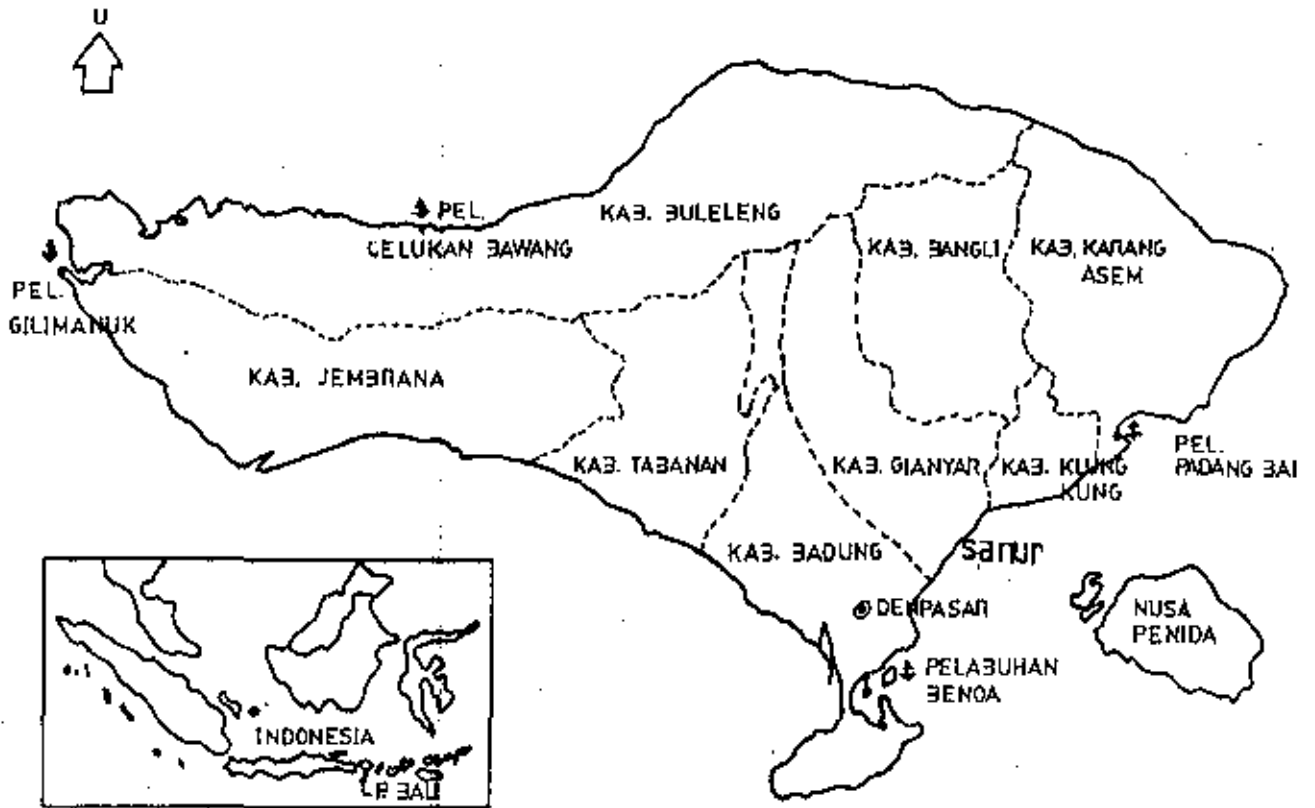 U
PEL.
CELUKAN BAWANG
KAB. BULELENG
KAB. BANGLI
KAB. KARANG
ASEM
PEL.
GILIMANUK
KAB. JEMBRANA
KAB. TABANAN
KAB. GIANYAR
KAB. KLUNG
KUNG
PEL.
PADANG BAI
KAB. BADUNG
Sanur
DENPASAR
NUSA
PENIDA
PELABUHAN
BENOA
INDONESIA
P. BALI